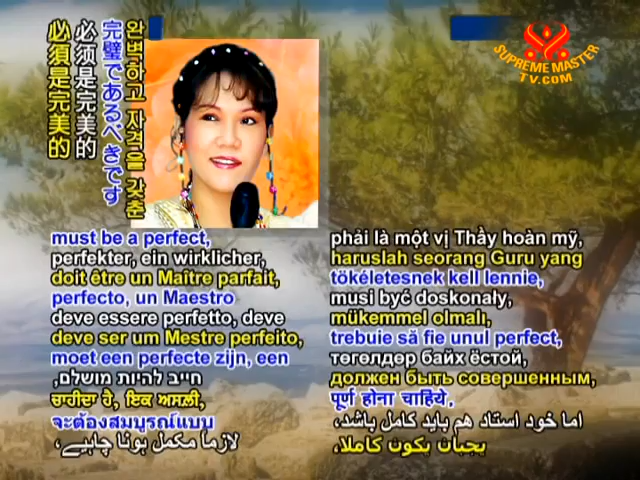 SUPREME MASTER
TV.COM
완벽하고 자격을 갖춘
完璧であるべきです
必须是完美的
必須是完美的
must be a perfect,
perfekter, ein wirklicher,
doit être un Maître parfait,
perfecto, un Maestro
deve essere perfetto, deve
deve ser um Mestre perfeito,
moet een perfecte zijn, een
חייב להיות מושלם,
ਚਾਹੀਦਾ ਹੈ, ਇਕ ਅਸਲੀ,
จะต้องสมบูรณ์แบบ
لازماً مکمل ہونا چاہیے،
phải là một vị Thầy hoàn mỹ,
haruslah seorang Guru yang
tökéletesnek kell lennie,
musi być doskonały,
mükemmel olmalı,
trebuie să fie unul perfect,
төгөлдөр байх ёстой,
должен быть совершенным,
पूर्ण होना चाहिये,
اما خود استاد هم باید کامل باشد،
يجب أن يكون كاملا،